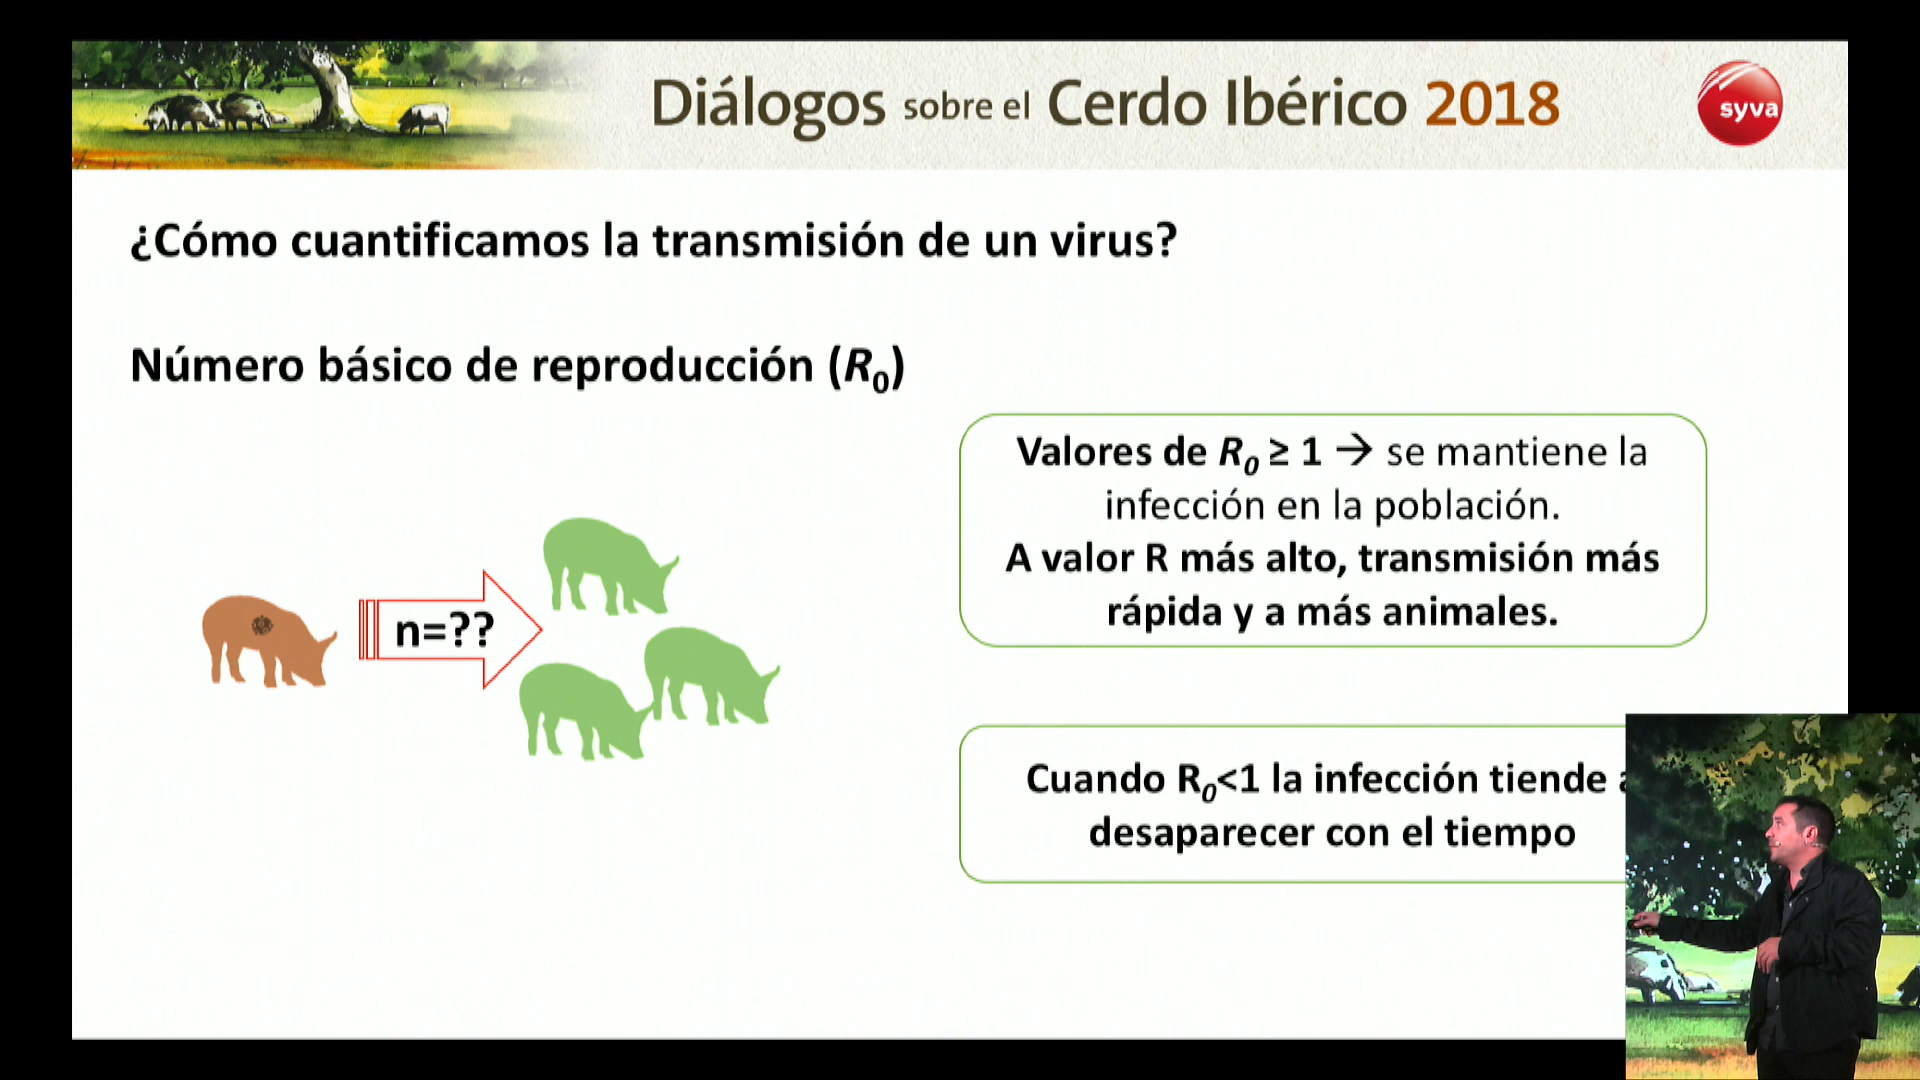 Diálogos sobre el Cerdo Ibérico 2018
syva
¿Cómo cuantificamos la transmisión de un virus?
Número básico de reproducción (R₀)
n=??
Valores de R₀ ≥ 1 → se mantiene la
infección en la población.
A valor R más alto, transmisión más
rápida y a más animales.
Cuando R₀<1 la infección tiende a
desaparecer con el tiempo